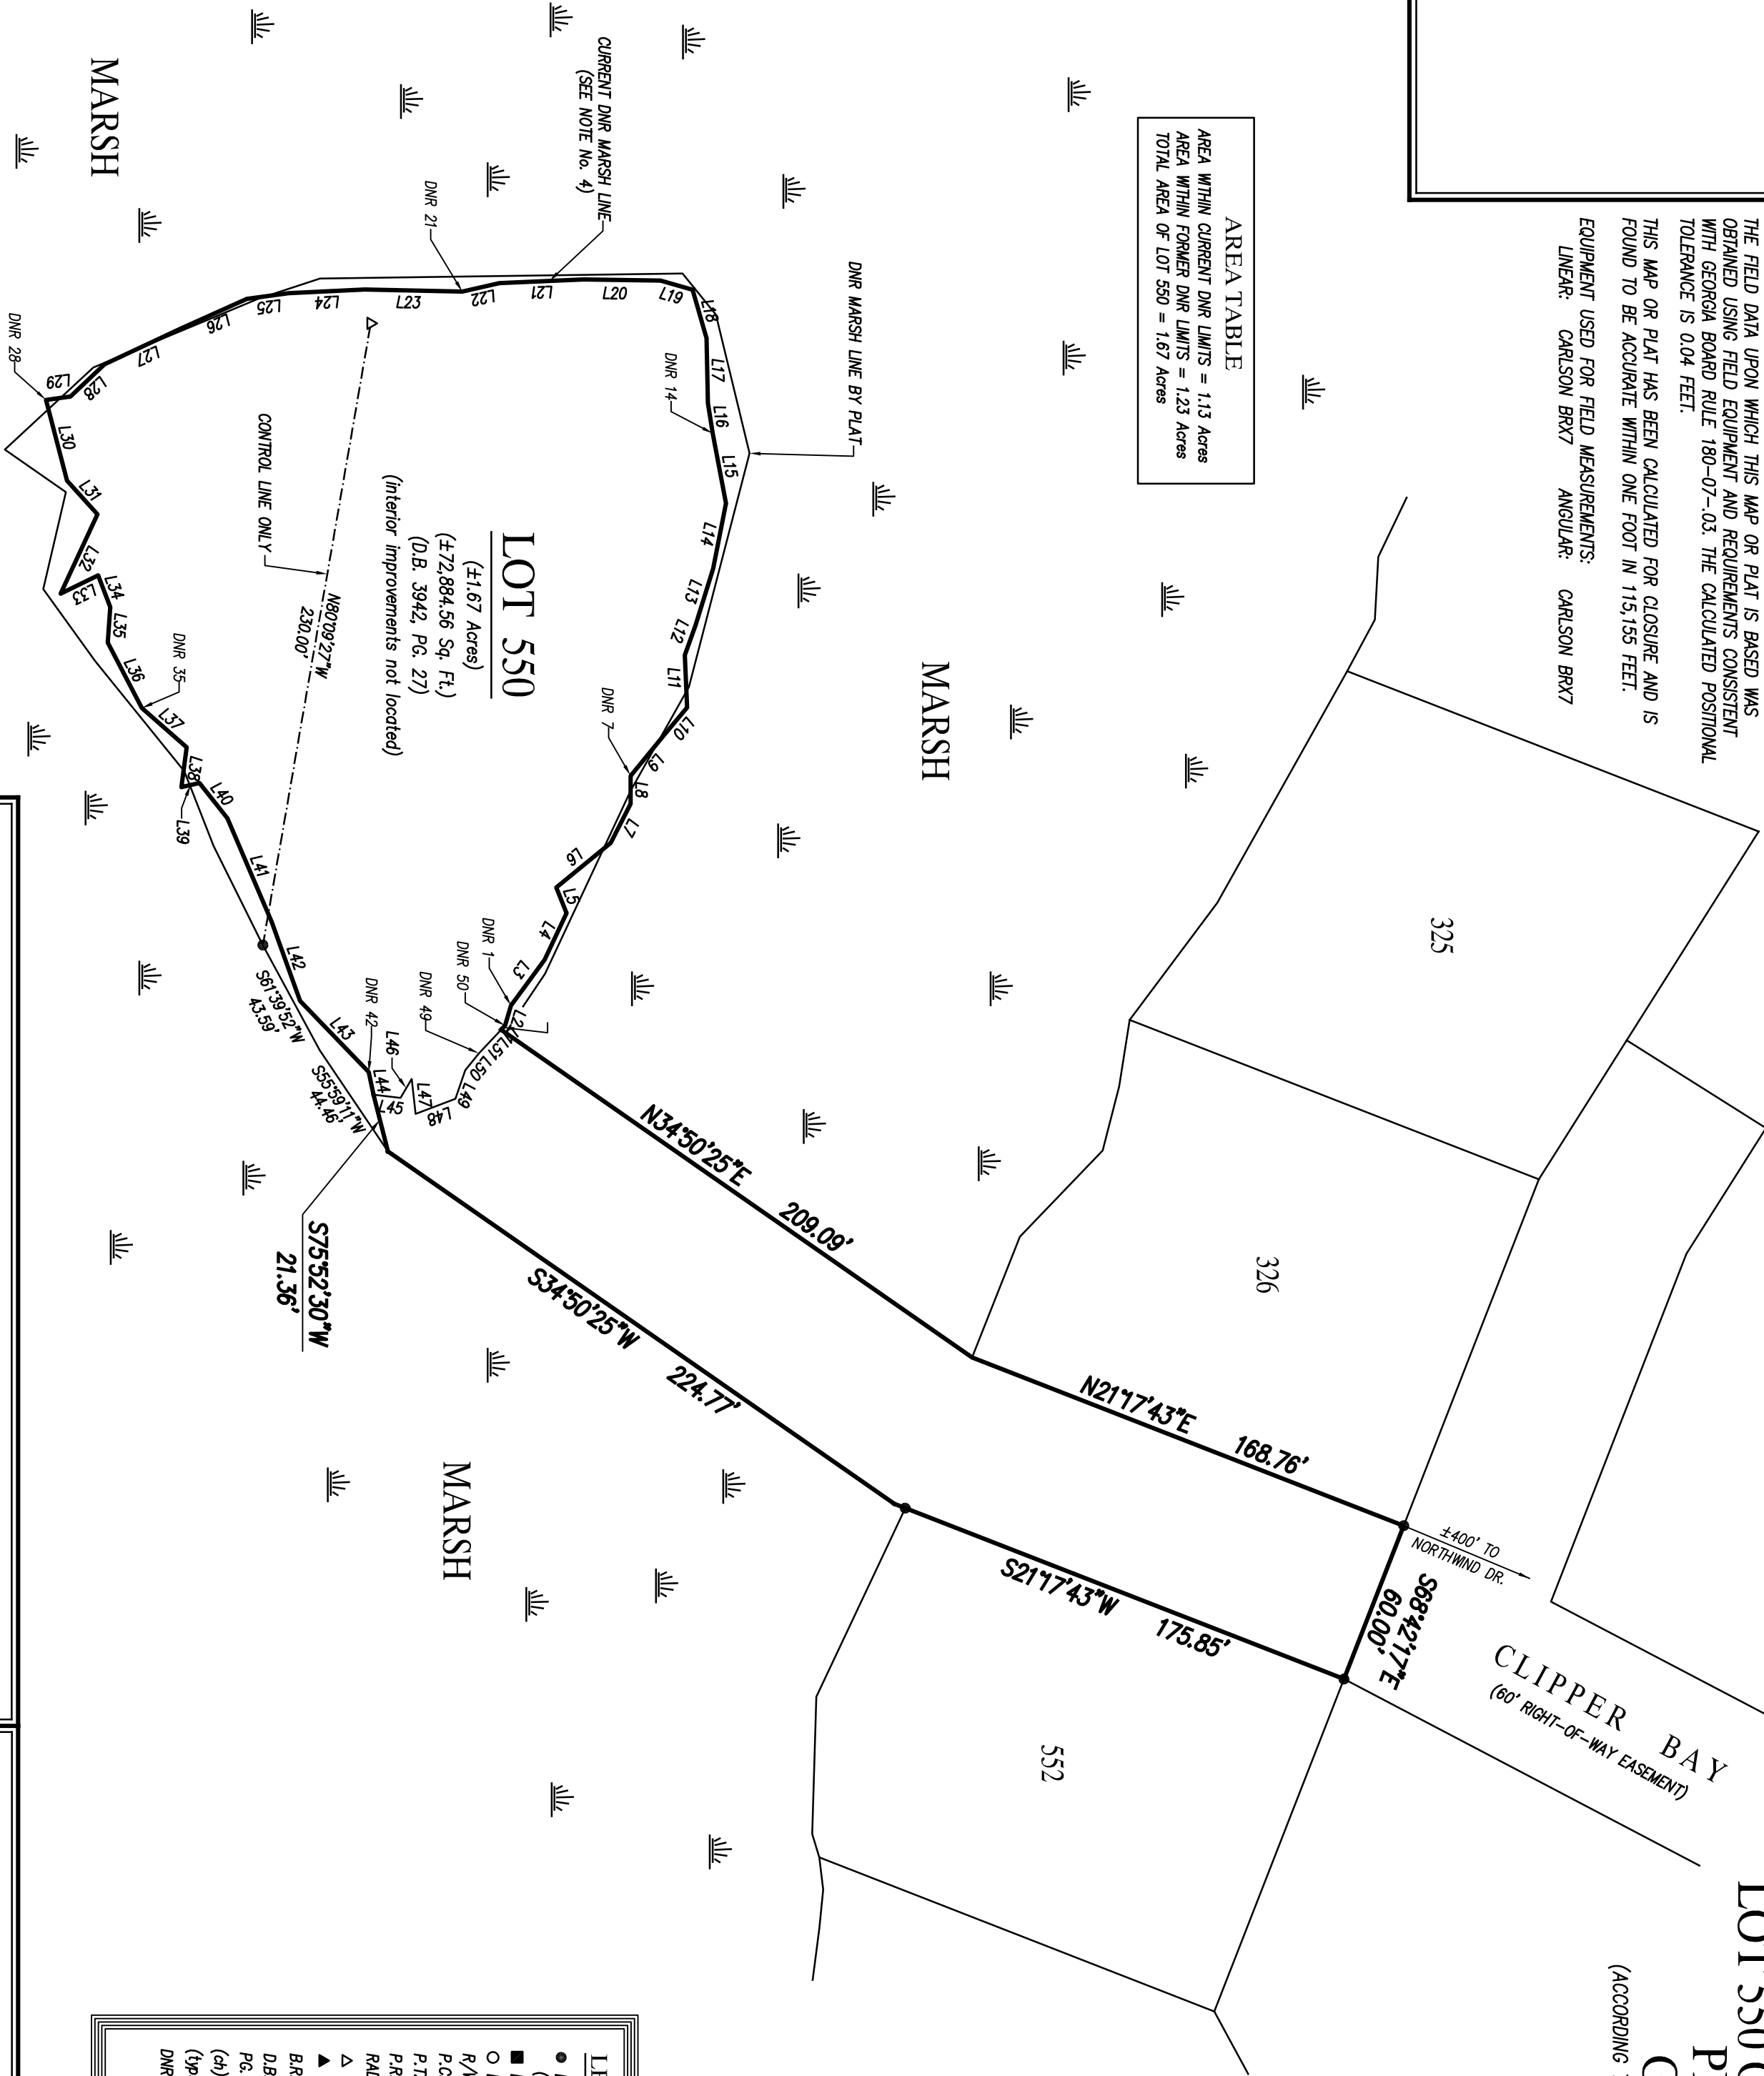 THE FIELD DATA UPON WHICH THIS MAP OR PLAT IS BASED WAS
OBTAINED USING FIELD EQUIPMENT AND REQUIREMENTS CONSISTENT
WITH GEORGIA BOARD RULE 180-07-.03. THE CALCULATED POSITIONAL
TOLERANCE IS 0.04 FEET.
THIS MAP OR PLAT HAS BEEN CALCULATED FOR CLOSURE AND IS
FOUND TO BE ACCURATE WITHIN ONE FOOT IN 115,155 FEET.
EQUIPMENT USED FOR FIELD MEASUREMENTS:
LINEAR: CARLSON BRX7 ANGULAR: CARLSON BRX7
AREA TABLE
AREA WITHIN CURRENT DNR LIMITS = 1.13 Acres
AREA WITHIN FORMER DNR LIMITS = 1.23 Acres
TOTAL AREA OF LOT 550 = 1.67 Acres
LOT 550
(ACCORDING
325
326
552
±400' TO
NORTHWIND DR.
CLIPPER BAY
(60' RIGHT-OF-WAY EASEMENT)
S68°42'17"E
60.00'
N21°17'43"E 168.76'
S21°17'43"W 175.85'
N34°50'25"E 209.09'
S34°50'25"W 224.77'
S75°52'30"W
21.36'
S55°59'11"W
44.46'
S61°39'52"W
43.59'
MARSH
MARSH
MARSH
DNR MARSH LINE BY PLAT
CURRENT DNR MARSH LINE
(SEE NOTE No. 4)
LOT 550
(±1.67 Acres)
(±72,884.56 Sq. Ft.)
(D.B. 3942, PG. 27)
(interior improvements not located)
CONTROL LINE ONLY
N80°09'27"W
230.00'
DNR 1
DNR 7
DNR 14
DNR 21
DNR 28
DNR 35
DNR 42
DNR 49
DNR 50
L2
L3
L4
L5
L6
L7
L8
L9
L10
L11
L12
L13
L14
L15
L16
L17
L18
L19
L20
L21
L22
L23
L24
L25
L26
L27
L28
L29
L30
L31
L32
L33
L34
L35
L36
L37
L38
L39
L40
L41
L42
L43
L44
L45
L46
L47
L48
L49
L50
L51
R/
P.C
P.T.
P.R
RAD
B.R.
D.B
PG.
(ch)
(typ
DNR